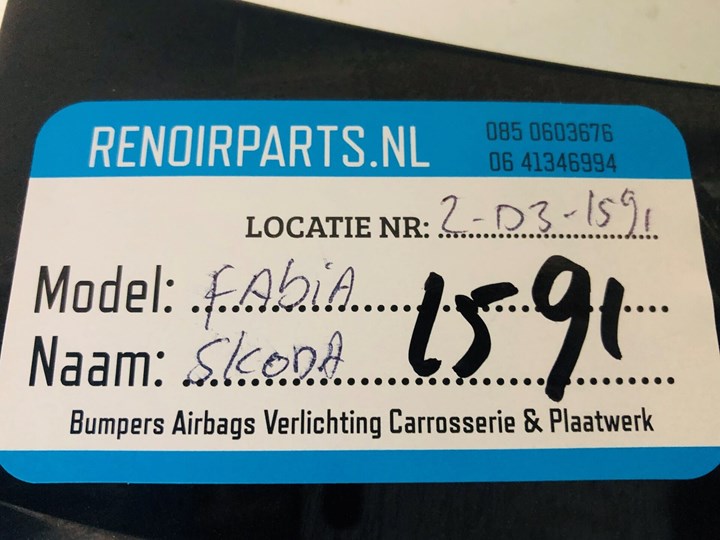 RENOIRPARTS.NL
085 0603676
06 41346994
LOCATIE NR: 2-D3-1591
Model: FAbiA
Naam: SKODA
1591
Bumpers Airbags Verlichting Carrosserie & Plaatwerk